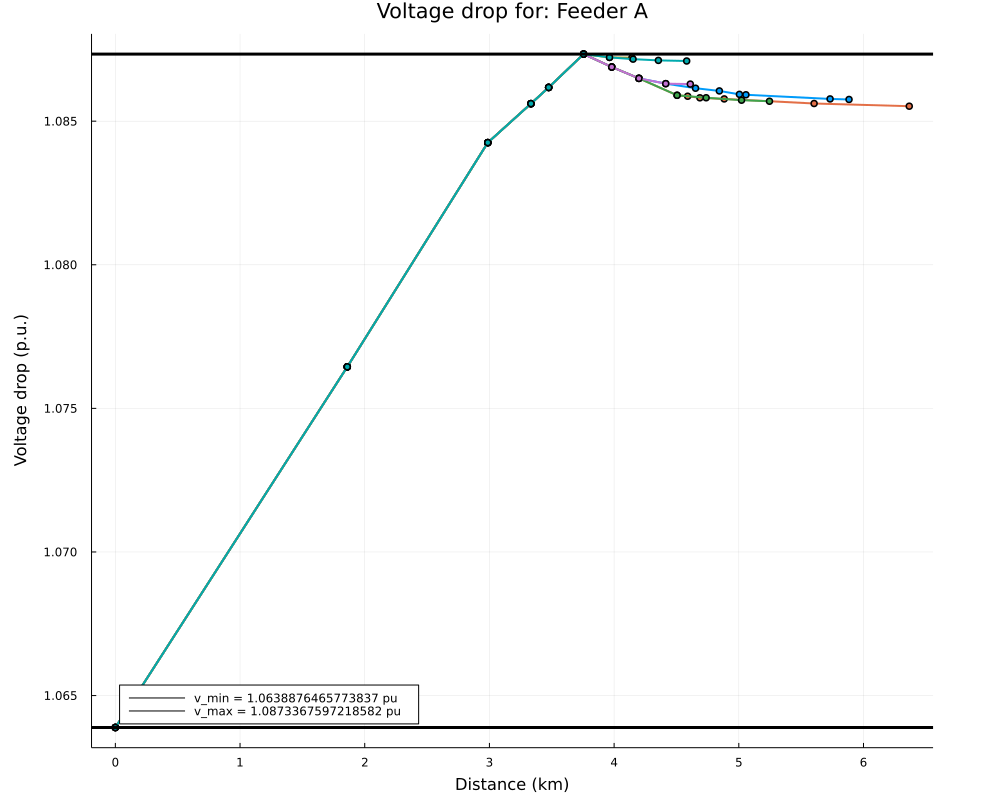 Voltage drop for: Feeder A
Voltage drop (p.u.)
1.085
1.080
1.075
1.070
1.065
v_min = 1.0638876465773837 pu
v_max = 1.0873367597218582 pu
0 1 2 3 4 5 6
Distance (km)